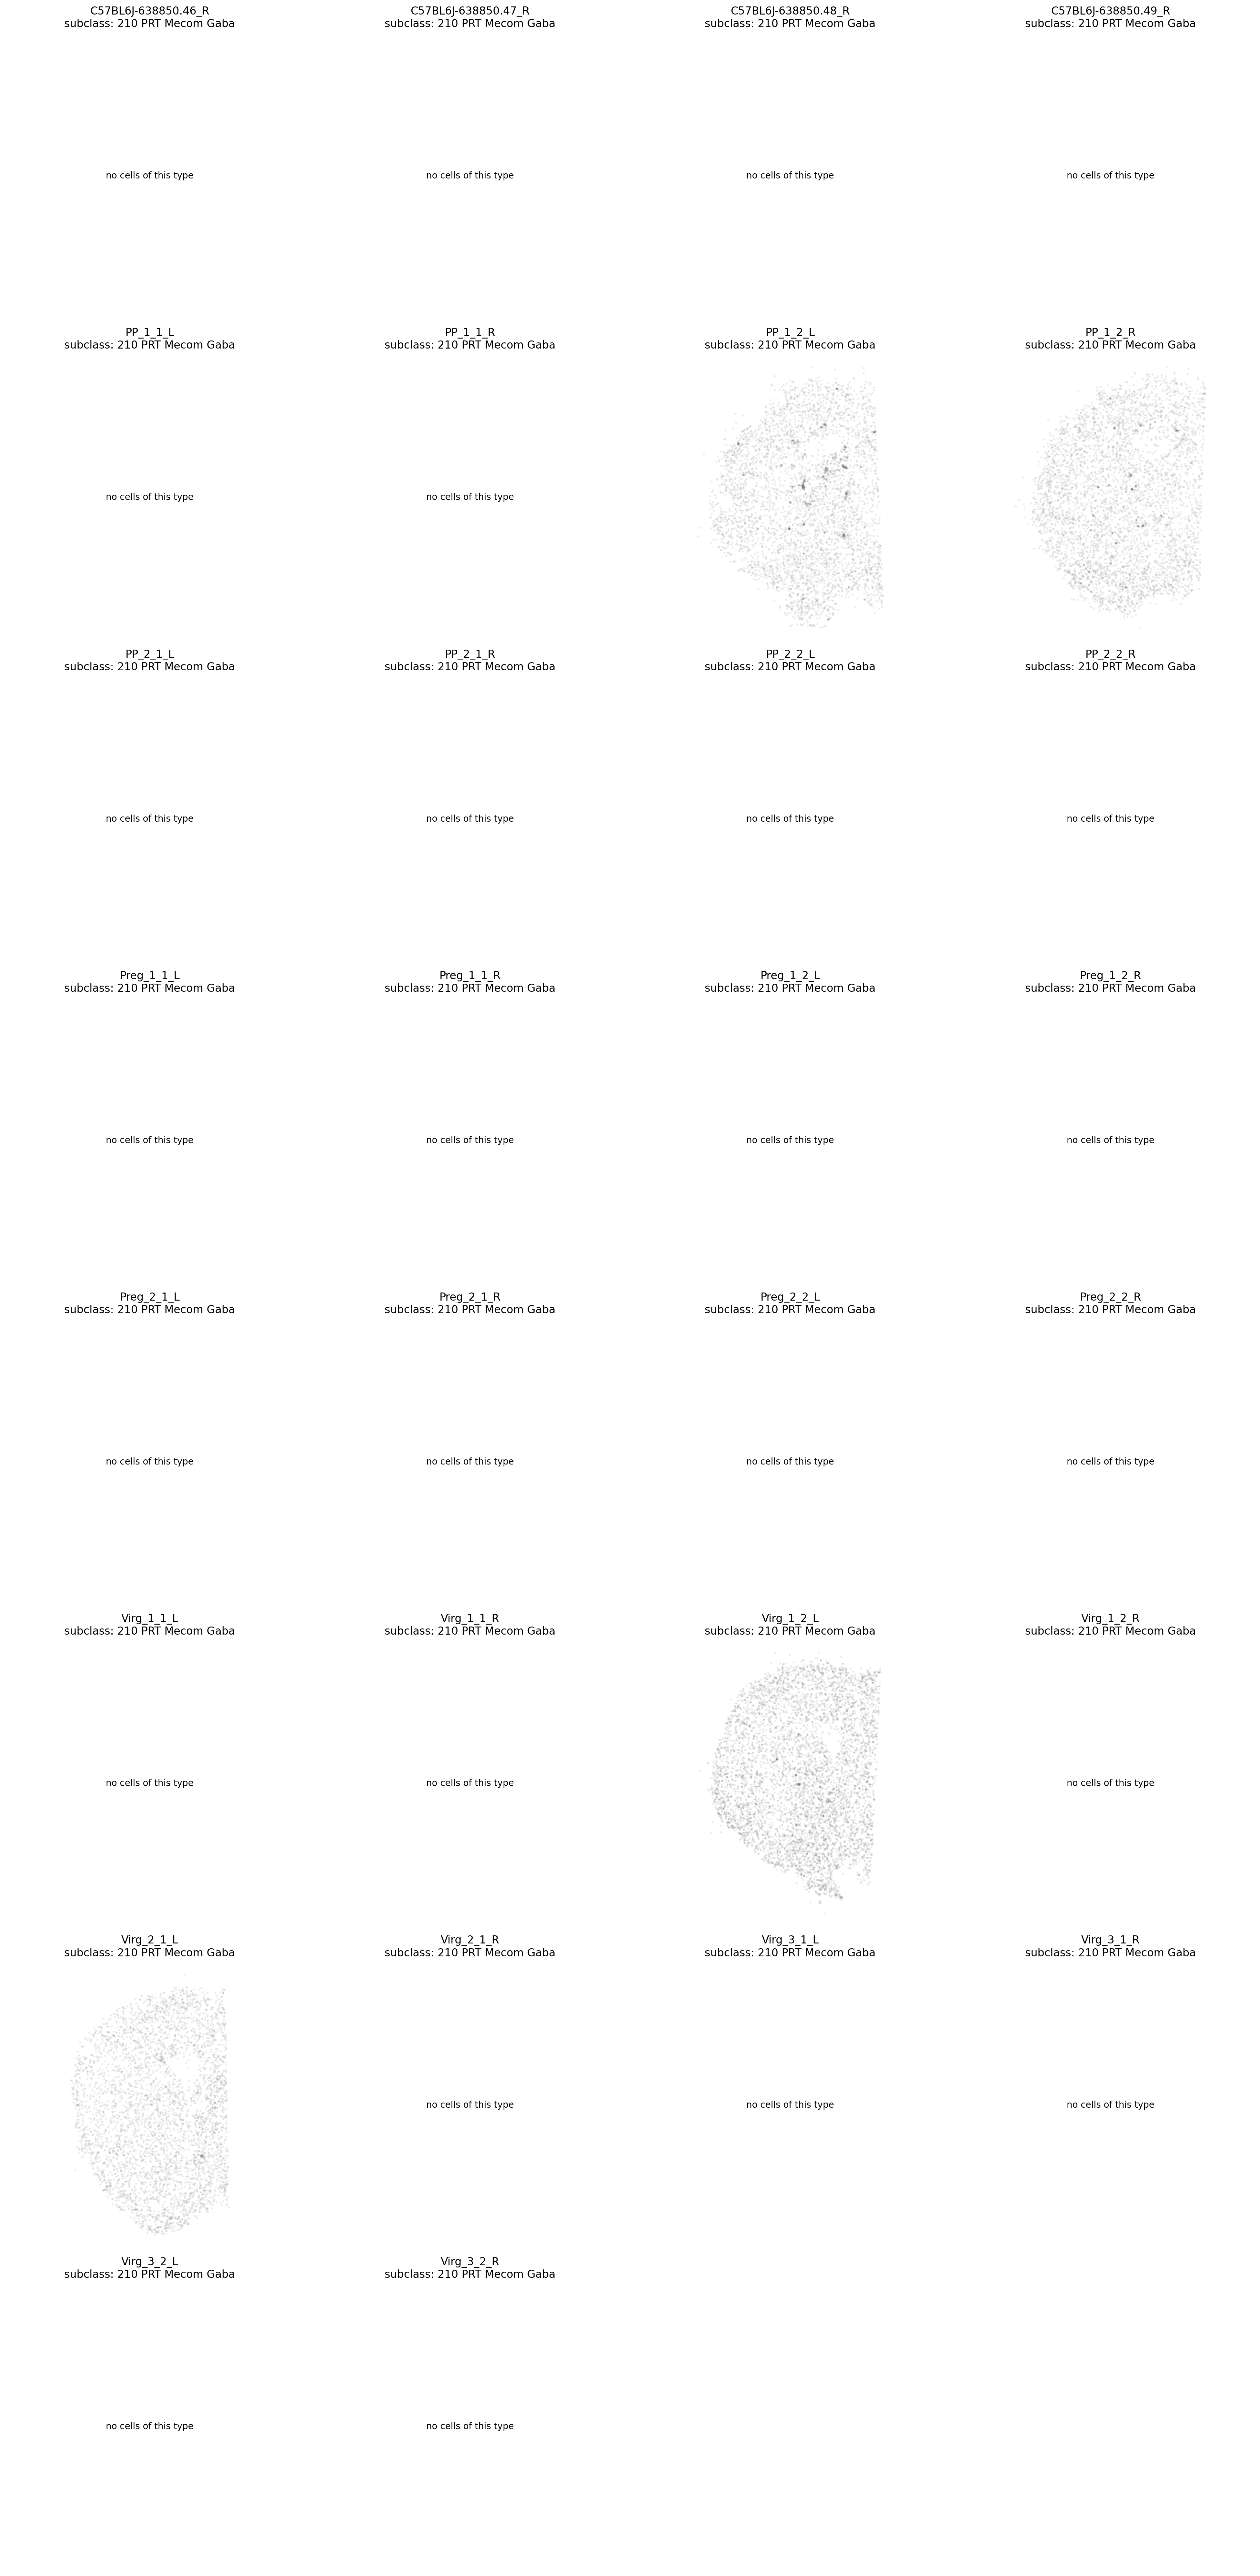 C57BL6J-638850.46_R
subclass: 210 PRT Mecom Gaba
C57BL6J-638850.47_R
subclass: 210 PRT Mecom Gaba
C57BL6J-638850.48_R
subclass: 210 PRT Mecom Gaba
C57BL6J-638850.49_R
subclass: 210 PRT Mecom Gaba
no cells of this type
no cells of this type
no cells of this type
no cells of this type
PP_1_1_L
subclass: 210 PRT Mecom Gaba
PP_1_1_R
subclass: 210 PRT Mecom Gaba
PP_1_2_L
subclass: 210 PRT Mecom Gaba
PP_1_2_R
subclass: 210 PRT Mecom Gaba
no cells of this type
no cells of this type
PP_2_1_L
subclass: 210 PRT Mecom Gaba
PP_2_1_R
subclass: 210 PRT Mecom Gaba
PP_2_2_L
subclass: 210 PRT Mecom Gaba
PP_2_2_R
subclass: 210 PRT Mecom Gaba
no cells of this type
no cells of this type
no cells of this type
no cells of this type
Preg_1_1_L
subclass: 210 PRT Mecom Gaba
Preg_1_1_R
subclass: 210 PRT Mecom Gaba
Preg_1_2_L
subclass: 210 PRT Mecom Gaba
Preg_1_2_R
subclass: 210 PRT Mecom Gaba
no cells of this type
no cells of this type
no cells of this type
no cells of this type
Preg_2_1_L
subclass: 210 PRT Mecom Gaba
Preg_2_1_R
subclass: 210 PRT Mecom Gaba
Preg_2_2_L
subclass: 210 PRT Mecom Gaba
Preg_2_2_R
subclass: 210 PRT Mecom Gaba
no cells of this type
no cells of this type
no cells of this type
no cells of this type
Virg_1_1_L
subclass: 210 PRT Mecom Gaba
Virg_1_1_R
subclass: 210 PRT Mecom Gaba
Virg_1_2_L
subclass: 210 PRT Mecom Gaba
Virg_1_2_R
subclass: 210 PRT Mecom Gaba
no cells of this type
no cells of this type
no cells of this type
Virg_2_1_L
subclass: 210 PRT Mecom Gaba
Virg_2_1_R
subclass: 210 PRT Mecom Gaba
Virg_3_1_L
subclass: 210 PRT Mecom Gaba
Virg_3_1_R
subclass: 210 PRT Mecom Gaba
no cells of this type
no cells of this type
no cells of this type
Virg_3_2_L
subclass: 210 PRT Mecom Gaba
Virg_3_2_R
subclass: 210 PRT Mecom Gaba
no cells of this type
no cells of this type